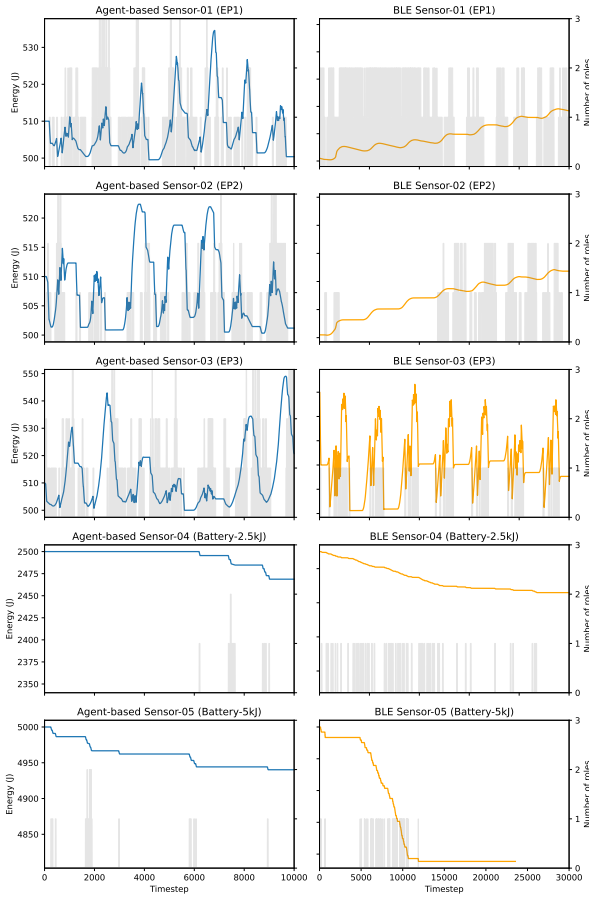 Agent-based Sensor-01 (EP1)
BLE Sensor-01 (EP1)
Energy (J)
530
520
510
500
3
2
1
0
Number of roles
Agent-based Sensor-02 (EP2)
BLE Sensor-02 (EP2)
Energy (J)
520
515
510
505
500
3
2
1
0
Number of roles
Agent-based Sensor-03 (EP3)
BLE Sensor-03 (EP3)
Energy (J)
550
540
530
520
510
500
3
2
1
0
Number of roles
Agent-based Sensor-04 (Battery-2.5kJ)
BLE Sensor-04 (Battery-2.5kJ)
Energy (J)
2500
2475
2450
2425
2400
2375
2350
3
2
1
0
Number of roles
Agent-based Sensor-05 (Battery-5kJ)
BLE Sensor-05 (Battery-5kJ)
Energy (J)
5000
4950
4900
4850
3
2
1
0
Number of roles
0 2000 4000 6000 8000 10000
0 5000 10000 15000 20000 25000 30000
Timestep
Timestep